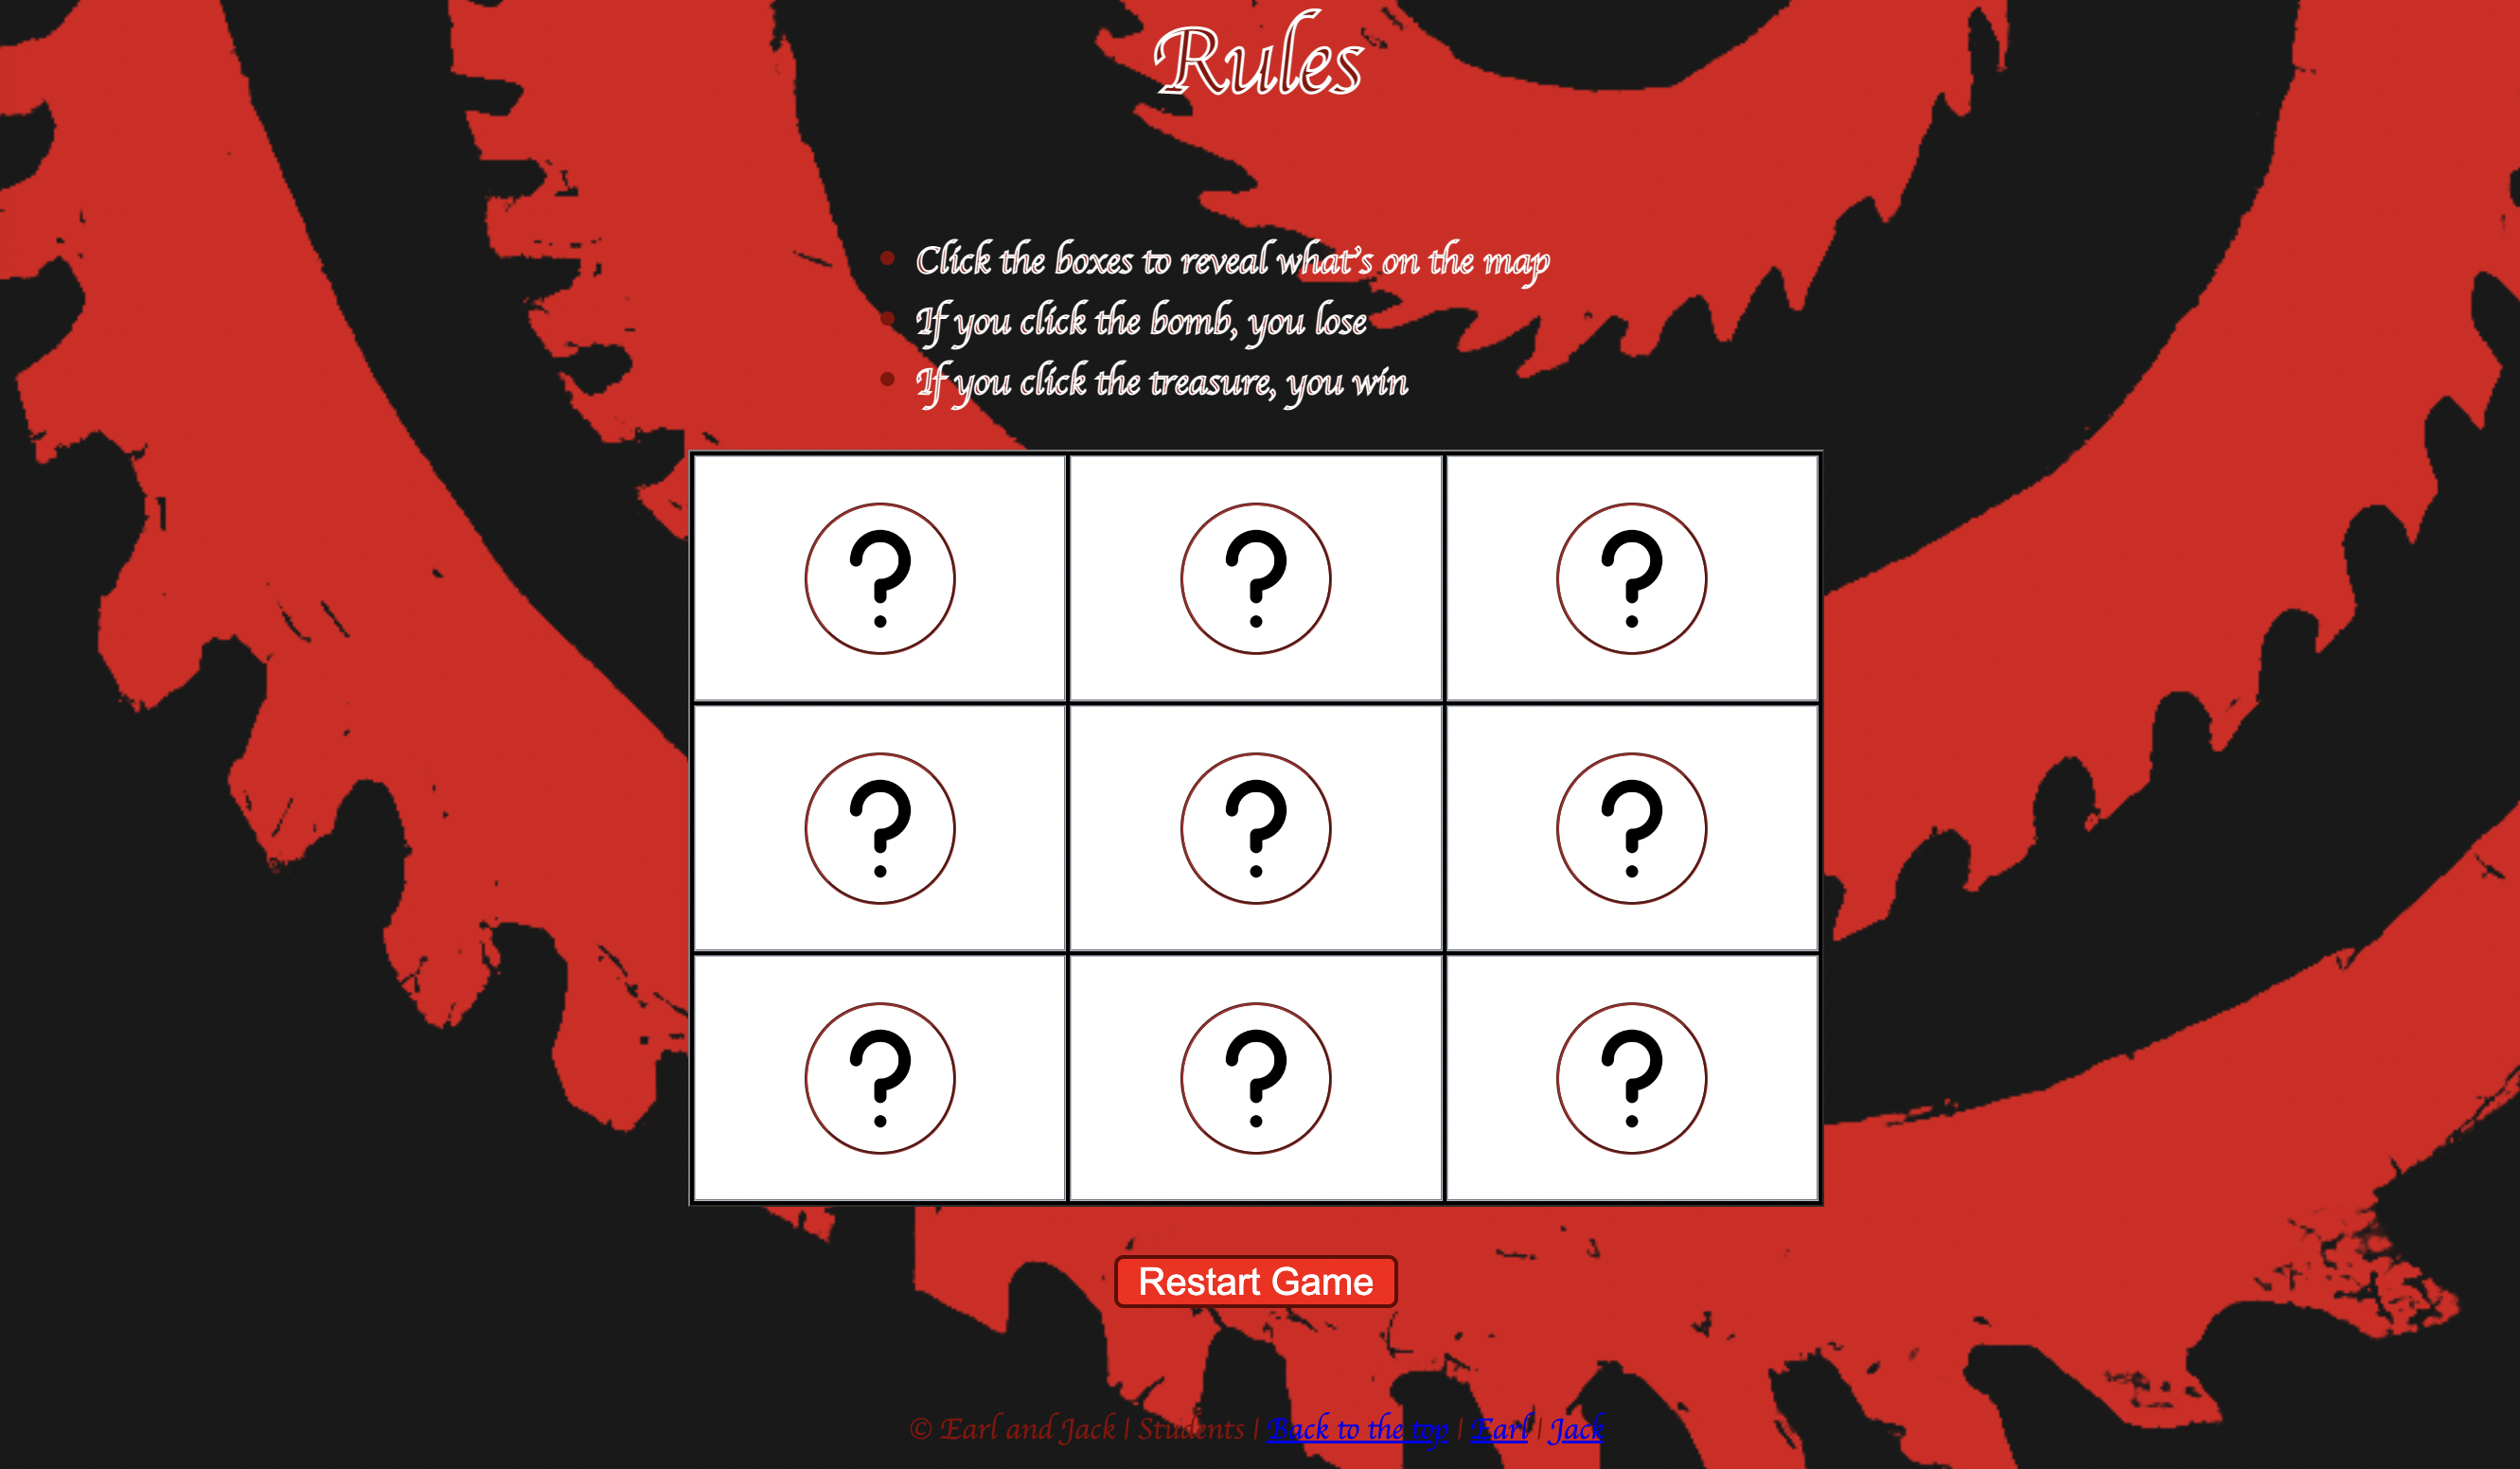 Rules
Click the boxes to reveal what's on the map
If you click the bomb, you lose
If you click the treasure, you win
? ? ?
? ? ?
? ? ?
Restart Game
© Earl and Jack | Students | Back to the top | Earl | Jack